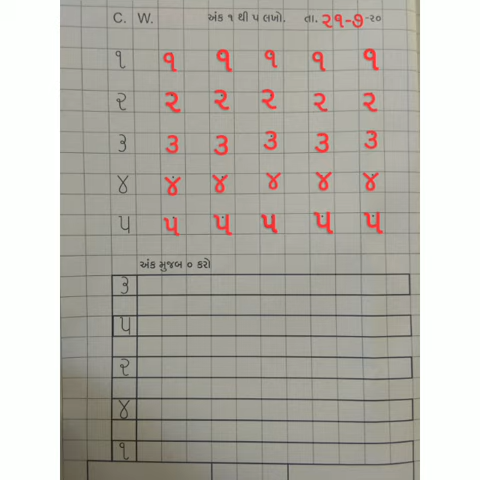 C. W. અંક ૧ થી ૫ લખો. તા. ૨૧-૭-૨૦
૧ ૧ ૧ ૧ ૧ ૧
૨ ૨ ૨ ૨ ૨ ૨
૩ ૩ ૩ ૩ ૩ ૩
૪ ૪ ૪ ૪ ૪ ૪
૫ ૫ ૫ ૫ ૫ ૫
અંક મુજબ ૦ કરો
૩
૫
૨
૪
૧